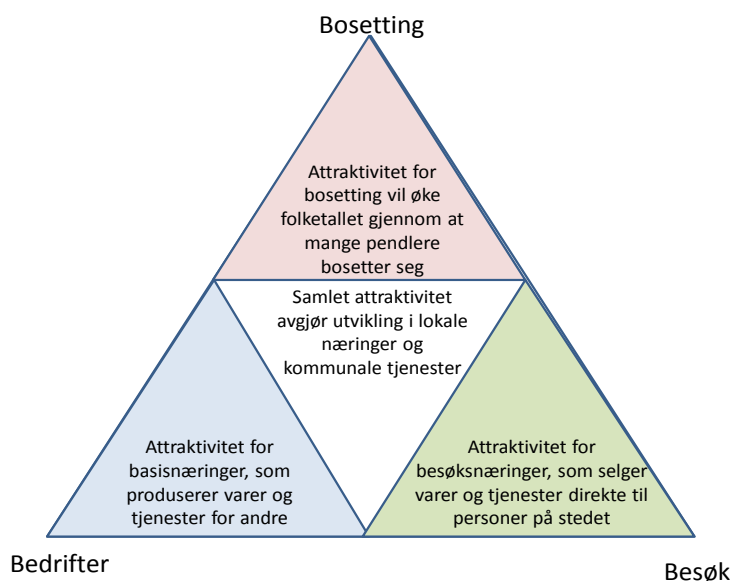 Bosetting
Attraktivitet for
bosetting vil øke
folketallet gjennom at
mange pendlere
bosetter seg
Samlet attraktivitet
avgjør utvikling i lokale
næringer og
kommunale tjenester
Attraktivitet for
basisnæringer, som
produserer varer og
tjenester for andre
Attraktivitet for
besøksnæringer, som selger
varer og tjenester direkte til
personer på stedet
Bedrifter
Besøk